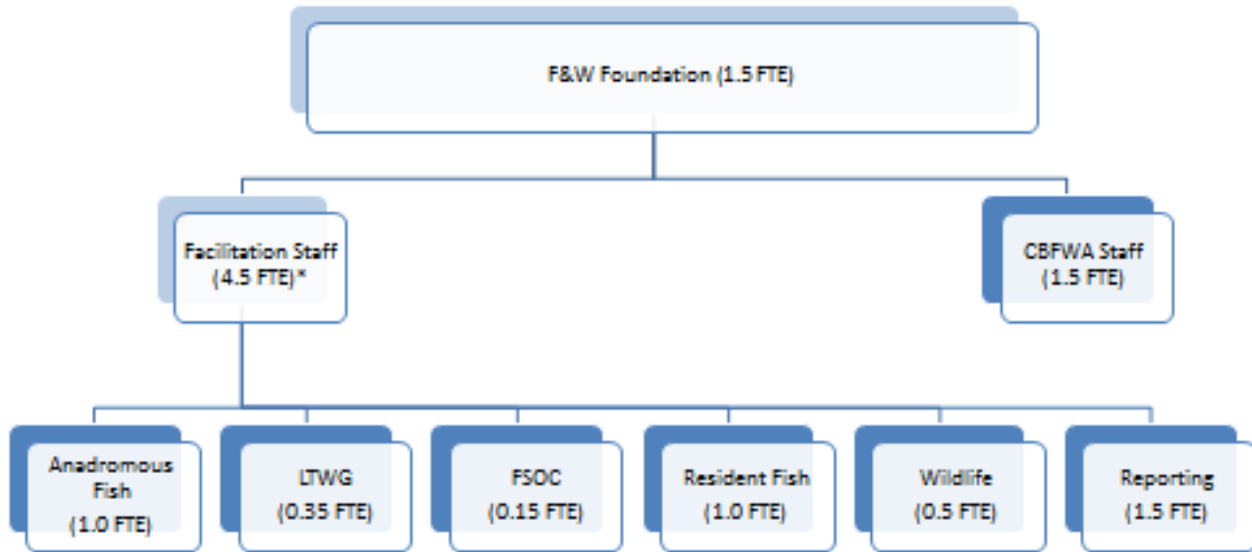 F&W Foundation (1.5 FTE)
Facilitation Staff
(4.5 FTE)*
CBFWA Staff
(1.5 FTE)
Anadromous
Fish
(1.0 FTE)
LTWG
(0.35 FTE)
FSOC
(0.15 FTE)
Resident Fish
(1.0 FTE)
Wildlife
(0.5 FTE)
Reporting
(1.5 FTE)